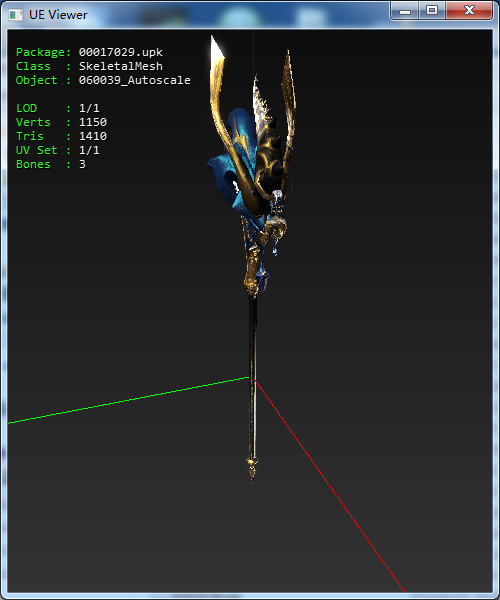 UE Viewer
Package: 00017029.upk
Class : SkeletalMesh
Object : 060039_Autoscale
LOD : 1/1
Verts : 1150
Tris : 1410
UV Set : 1/1
Bones : 3